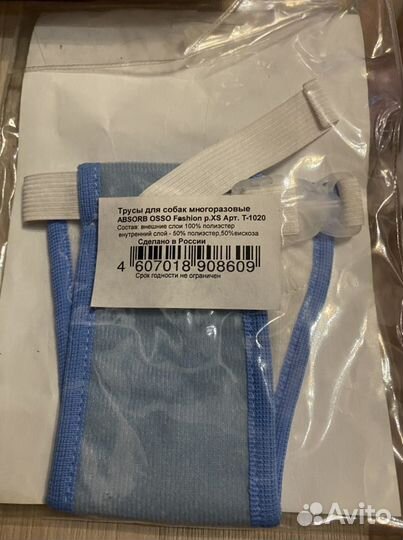 Трусы для собак многоразовые
ABSORB OSSO Fashion р.XS Арт. Т-1020
Состав: внешние слои 100% полиэстер
внутренний слой - 50% полиэстер,50%вискоза
Сделано в России
4 607018 908609
Срок годности не ограничен
Avito